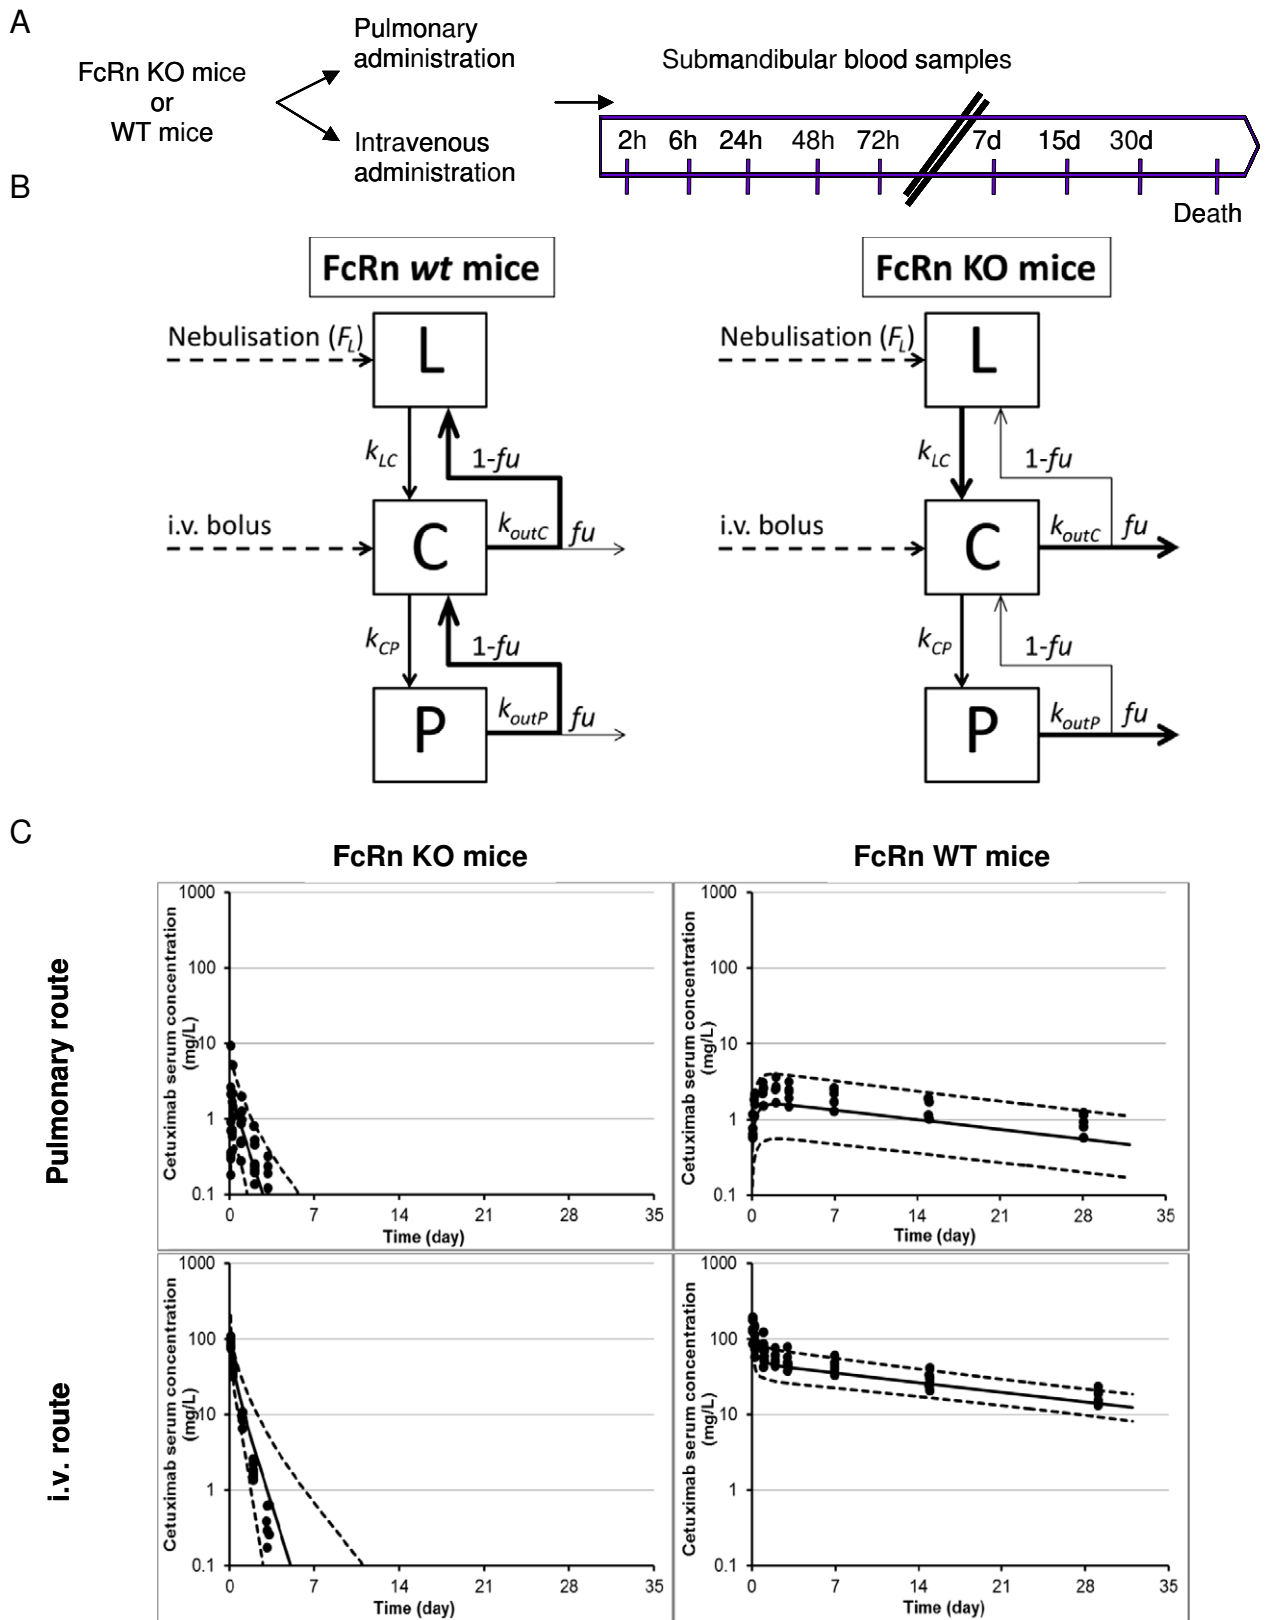 A
FcRn KO mice
or
WT mice
Pulmonary
administration
Intravenous
administration
Submandibular blood samples
2h 6h 24h 48h 72h 7d 15d 30d
Death
B
FcRn wt mice
Nebulisation (FL)
L
kLC
1-fu
i.v. bolus
C
koutC
fu
kCP
1-fu
P
koutP
fu
FcRn KO mice
Nebulisation (FL)
L
kLC
1-fu
i.v. bolus
C
koutC
fu
kCP
1-fu
P
koutP
fu
C
FcRn KO mice
FcRn WT mice
Pulmonary route
Cetuximab serum concentration
(mg/L)
1000
100
10
1
0.1
0 7 14 21 28 35
Time (day)
Cetuximab serum concentration
(mg/L)
1000
100
10
1
0.1
0 7 14 21 28 35
Time (day)
i.v. route
Cetuximab serum concentration
(mg/L)
1000
100
10
1
0.1
0 7 14 21 28 35
Time (day)
Cetuximab serum concentration
(mg/L)
1000
100
10
1
0.1
0 7 14 21 28 35
Time (day)